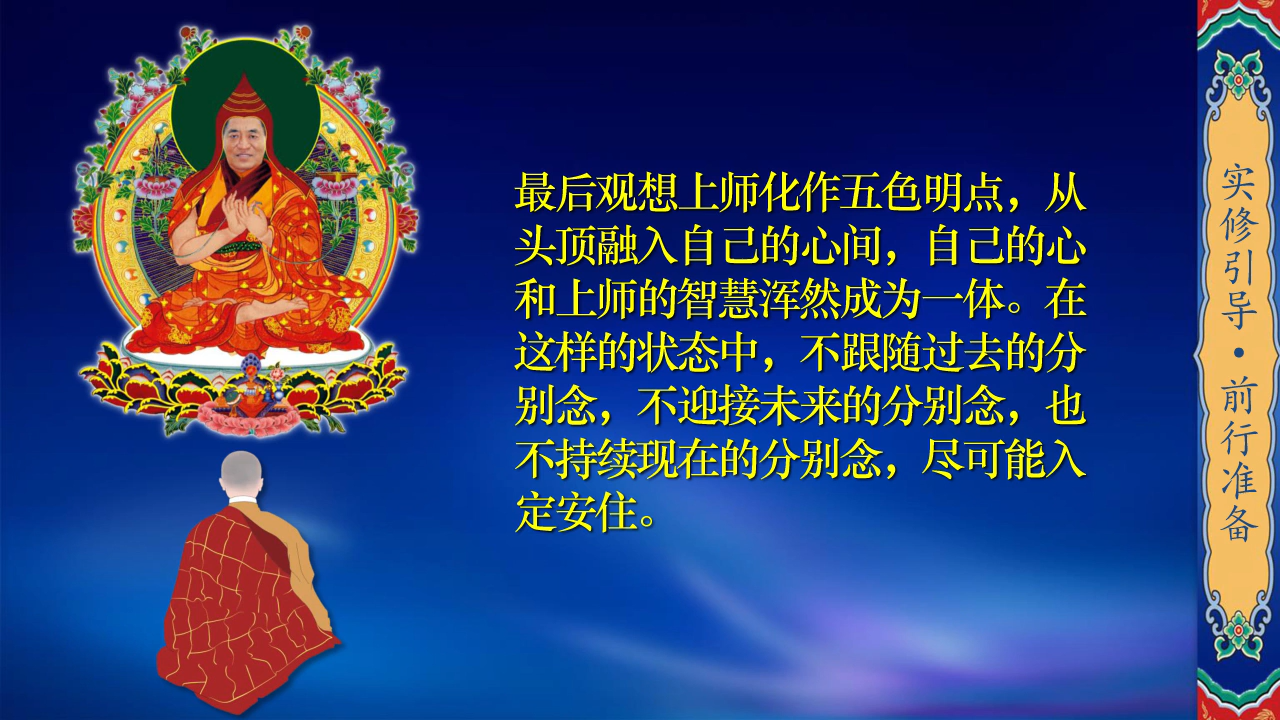 最后观想上师化作五色明点，从
头顶融入自己的心间，自己的心
和上师的智慧浑然成为一体。在
这样的状态中，不跟随过去的分
别念，不迎接未来的分别念，也
不持续现在的分别念，尽可能入
定安住。
实修引导·前行准备